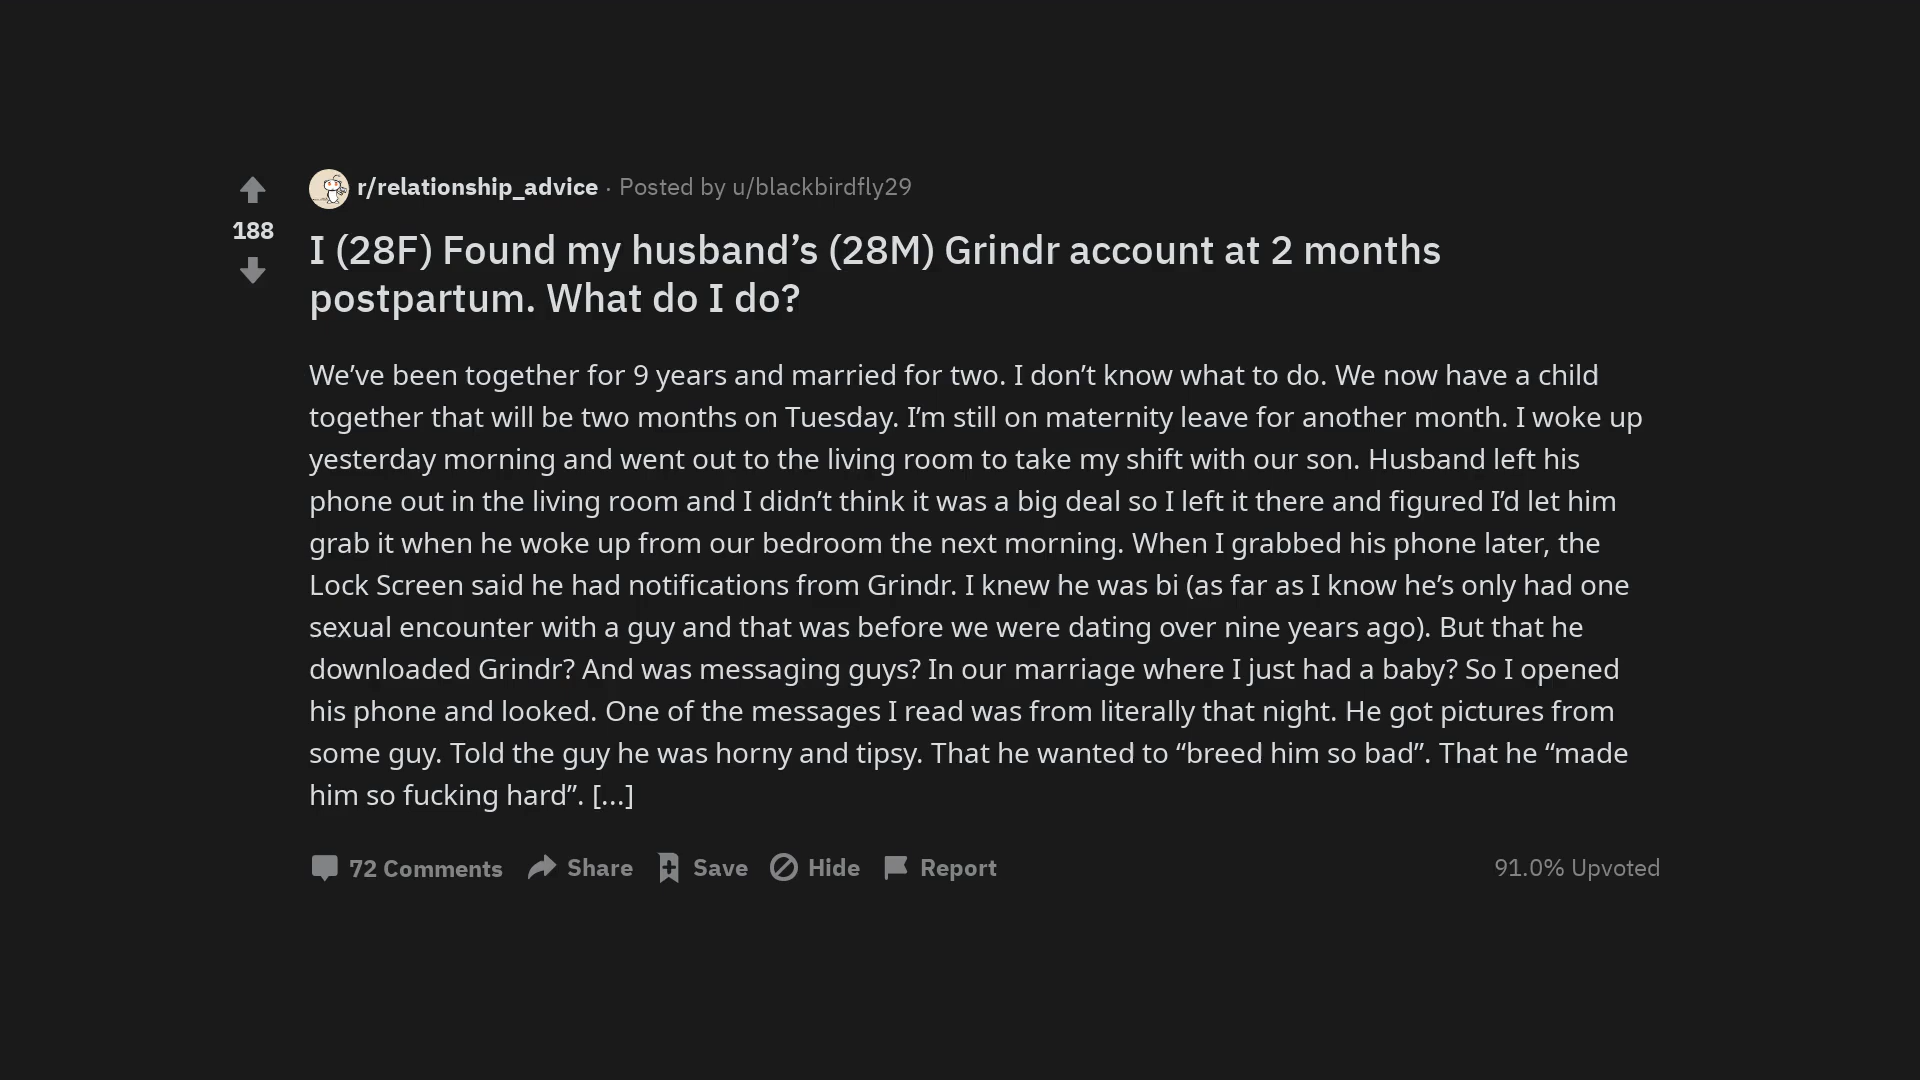 r/relationship_advice · Posted by u/blackbirdfly29
188
I (28F) Found my husband’s (28M) Grindr account at 2 months
postpartum. What do I do?
We’ve been together for 9 years and married for two. I don’t know what to do. We now have a child
together that will be two months on Tuesday. I’m still on maternity leave for another month. I woke up
yesterday morning and went out to the living room to take my shift with our son. Husband left his
phone out in the living room and I didn’t think it was a big deal so I left it there and figured I’d let him
grab it when he woke up from our bedroom the next morning. When I grabbed his phone later, the
Lock Screen said he had notifications from Grindr. I knew he was bi (as far as I know he’s only had one
sexual encounter with a guy and that was before we were dating over nine years ago). But that he
downloaded Grindr? And was messaging guys? In our marriage where I just had a baby? So I opened
his phone and looked. One of the messages I read was from literally that night. He got pictures from
some guy. Told the guy he was horny and tipsy. That he wanted to “breed him so bad”. That he “made
him so fucking hard”. [...]
72 Comments Share Save Hide Report 91.0% Upvoted